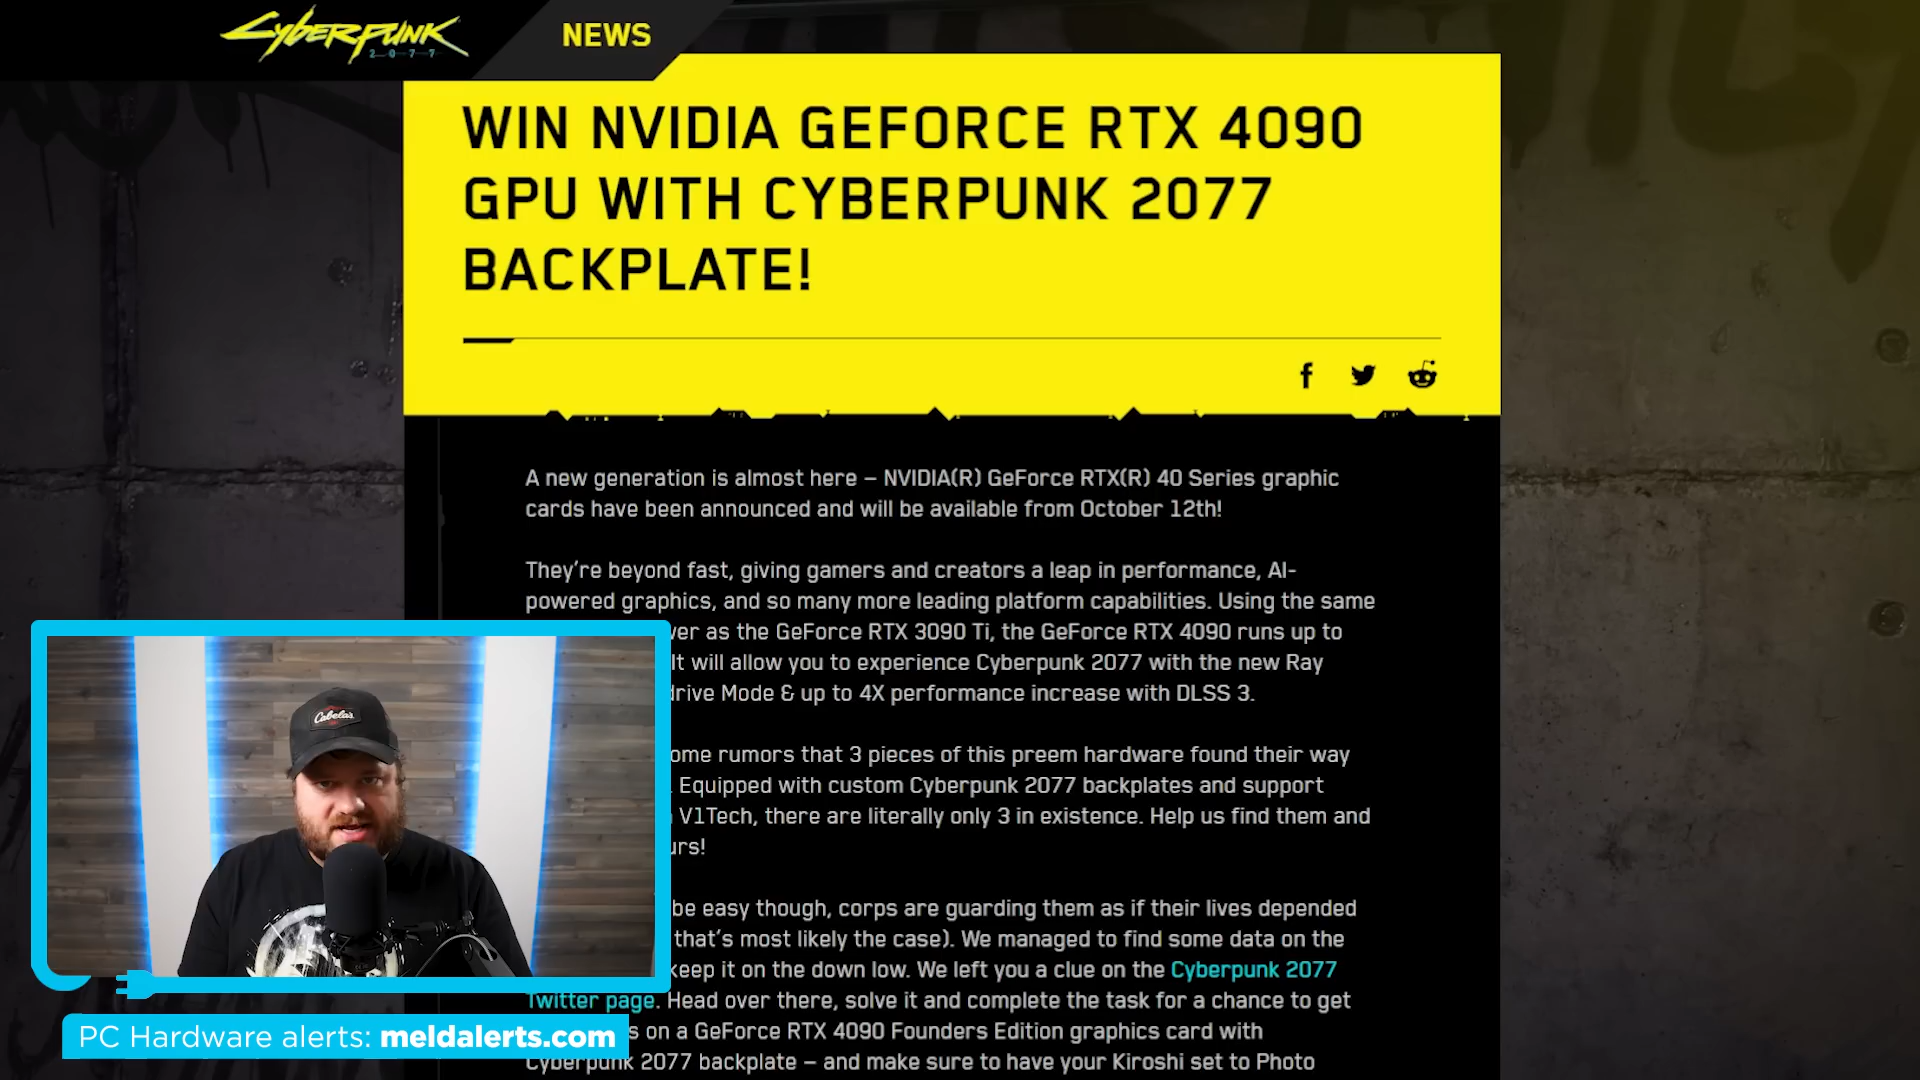 CYBERPUNK
2077
NEWS
WIN NVIDIA GEFORCE RTX 4090
GPU WITH CYBERPUNK 2077
BACKPLATE!
A new generation is almost here – NVIDIA(R) GeForce RTX(R) 40 Series graphic
cards have been announced and will be available from October 12th!
They're beyond fast, giving gamers and creators a leap in performance, AI-
powered graphics, and so many more leading platform capabilities. Using the same
as the GeForce RTX 3090 Ti, the GeForce RTX 4090 runs up to
It will allow you to experience Cyberpunk 2077 with the new Ray
Mode & up to 4X performance increase with DLSS 3.
rumors that 3 pieces of this preem hardware found their way
. Equipped with custom Cyberpunk 2077 backplates and support
V1Tech, there are literally only 3 in existence. Help us find them and
be easy though, corps are guarding them as if their lives depended
that's most likely the case). We managed to find some data on the
keep it on the down low. We left you a clue on the Cyberpunk 2077
Twitter page. Head over there, solve it and complete the task for a chance to get
on a GeForce RTX 4090 Founders Edition graphics card with
Cyberpunk 2077 backplate – and make sure to have your Kiroshi set to Photo
Cabela's
PC Hardware alerts: meldalerts.com